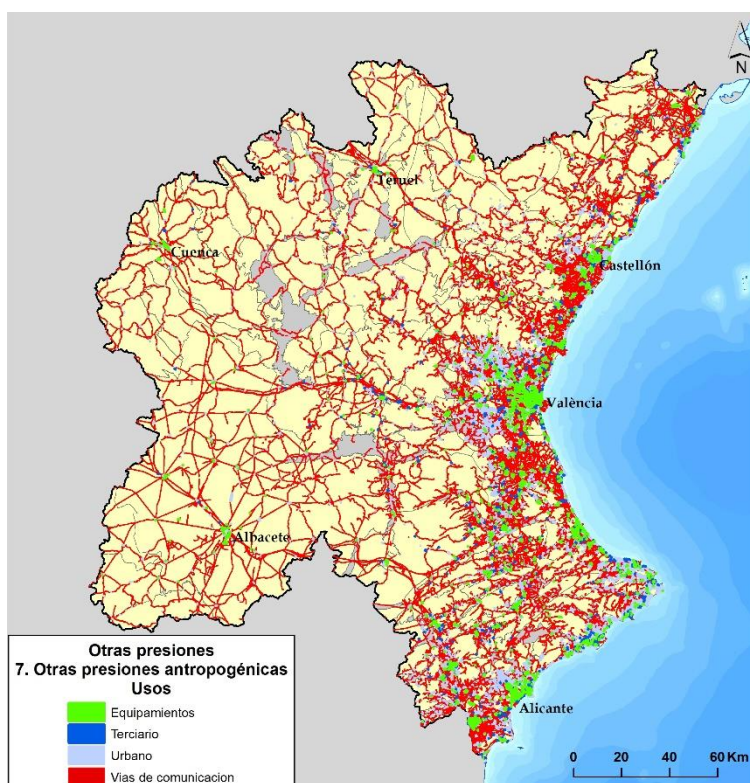 N
Teruel
Cuenca
Castellón
València
Albacete
Alicante
Otras presiones
7. Otras presiones antropogénicas
Usos
Equipamientos
Terciario
Urbano
Vias de comunicacion
0 20 40 60 Km